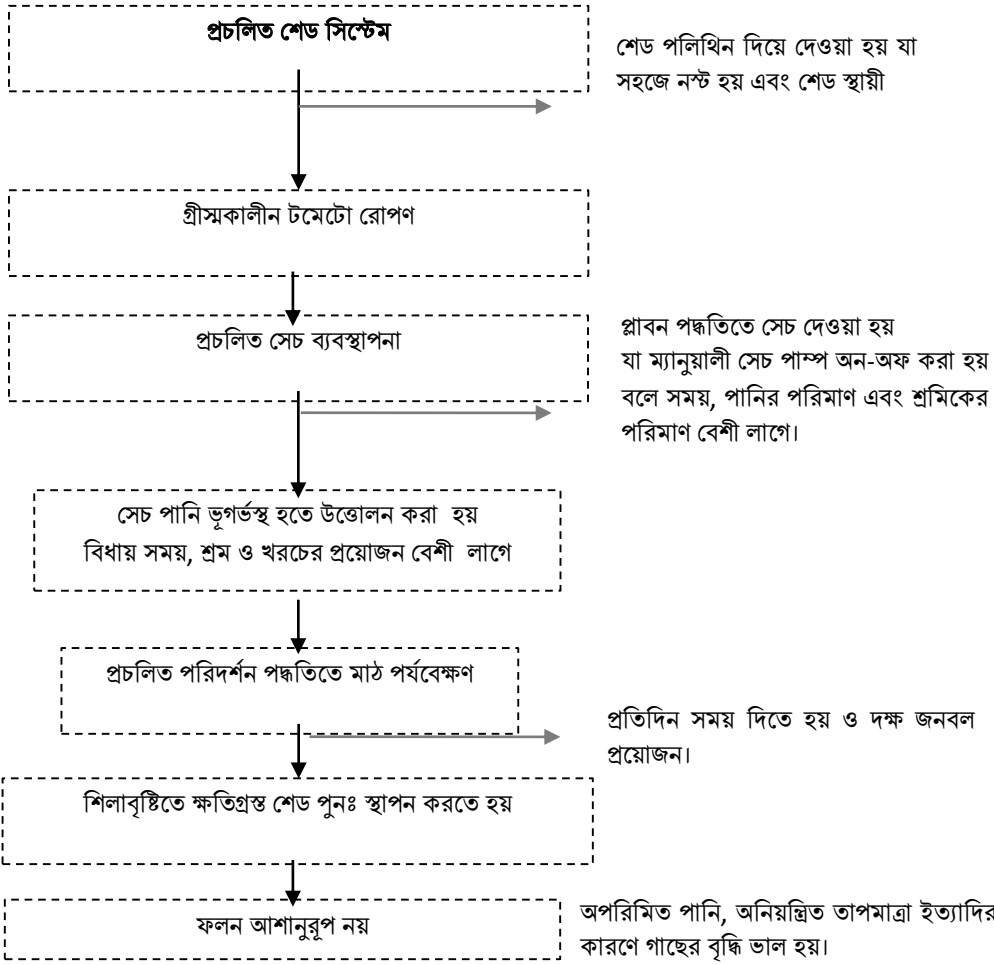 প্রচলিত শেড সিস্টেম
শেড পলিথিন দিয়ে দেওয়া হয় যা
সহজে নস্ট হয় এবং শেড স্থায়ী
গ্রীস্মকালীন টমেটো রোপণ
প্রচলিত সেচ ব্যবস্থাপনা
প্লাবন পদ্ধতিতে সেচ দেওয়া হয়
যা ম্যানুয়ালী সেচ পাম্প অন-অফ করা হয়
বলে সময়, পানির পরিমাণ এবং শ্রমিকের
পরিমাণ বেশী লাগে।
সেচ পানি ভূগর্ভস্থ হতে উত্তোলন করা হয়
বিধায় সময়, শ্রম ও খরচের প্রয়োজন বেশী লাগে
প্রচলিত পরিদর্শন পদ্ধতিতে মাঠ পর্যবেক্ষণ
প্রতিদিন সময় দিতে হয় ও দক্ষ জনবল
প্রয়োজন।
শিলাবৃষ্টিতে ক্ষতিগ্রস্ত শেড পুনঃ স্থাপন করতে হয়
ফলন আশানুরূপ নয়
অপরিমিত পানি, অনিয়ন্ত্রিত তাপমাত্রা ইত্যাদির
কারণে গাছের বৃদ্ধি ভাল হয়।